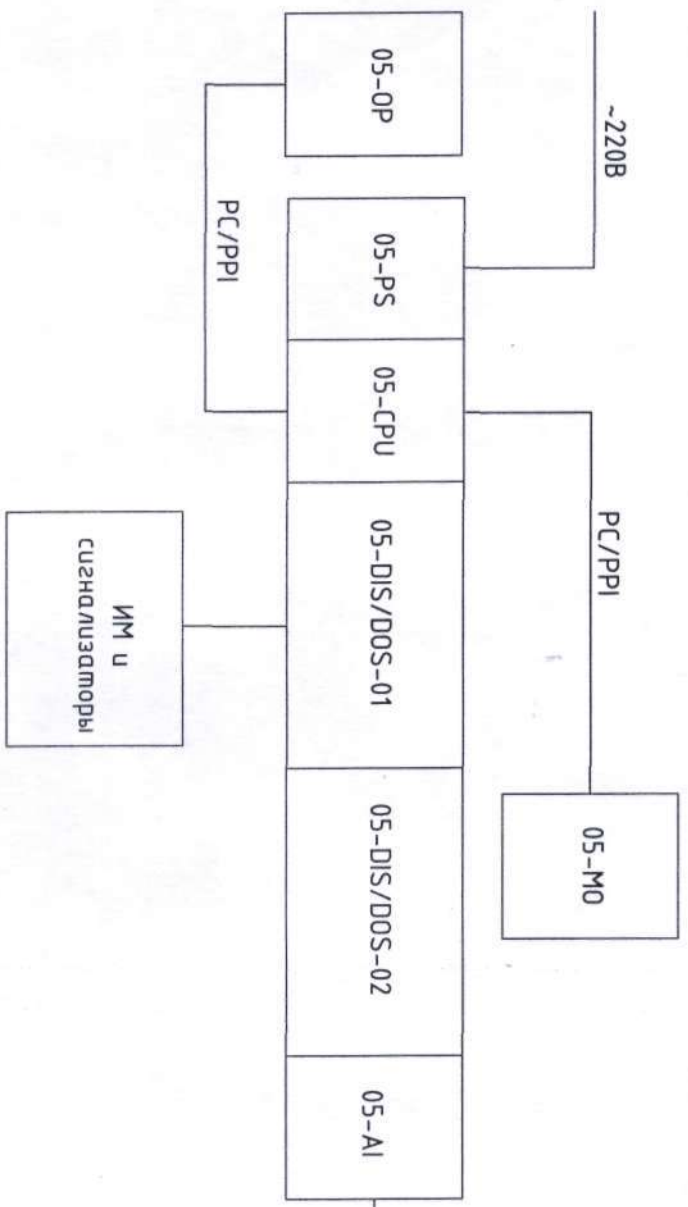 ~220В
05-OP
05-PS
05-CPU
05-DIS/DOS-01
05-DIS/DOS-02
05-AI
PC/PPI
PC/PPI
05-MO
ИМ и
сигнализаторы